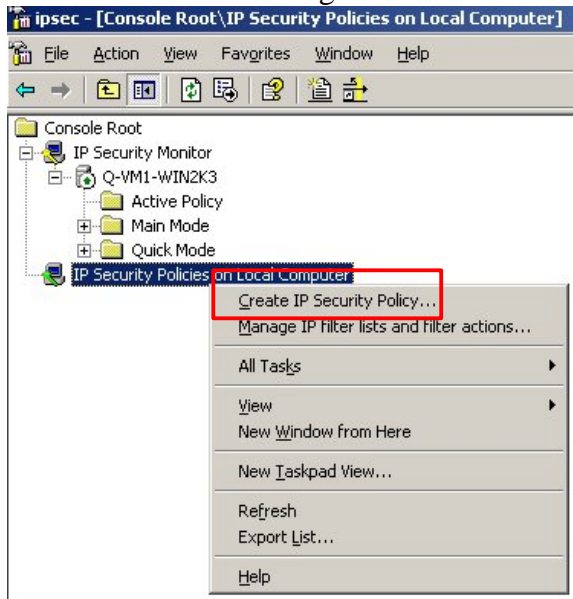 ipsec - [Console Root\IP Security Policies on Local Computer]
File Action View Favorites Window Help
Console Root
IP Security Monitor
Q-VM1-WIN2K3
Active Policy
Main Mode
Quick Mode
IP Security Policies on Local Computer
Create IP Security Policy...
Manage IP filter lists and filter actions...
All Tasks
View
New Window from Here
New Taskpad View...
Refresh
Export List...
Help